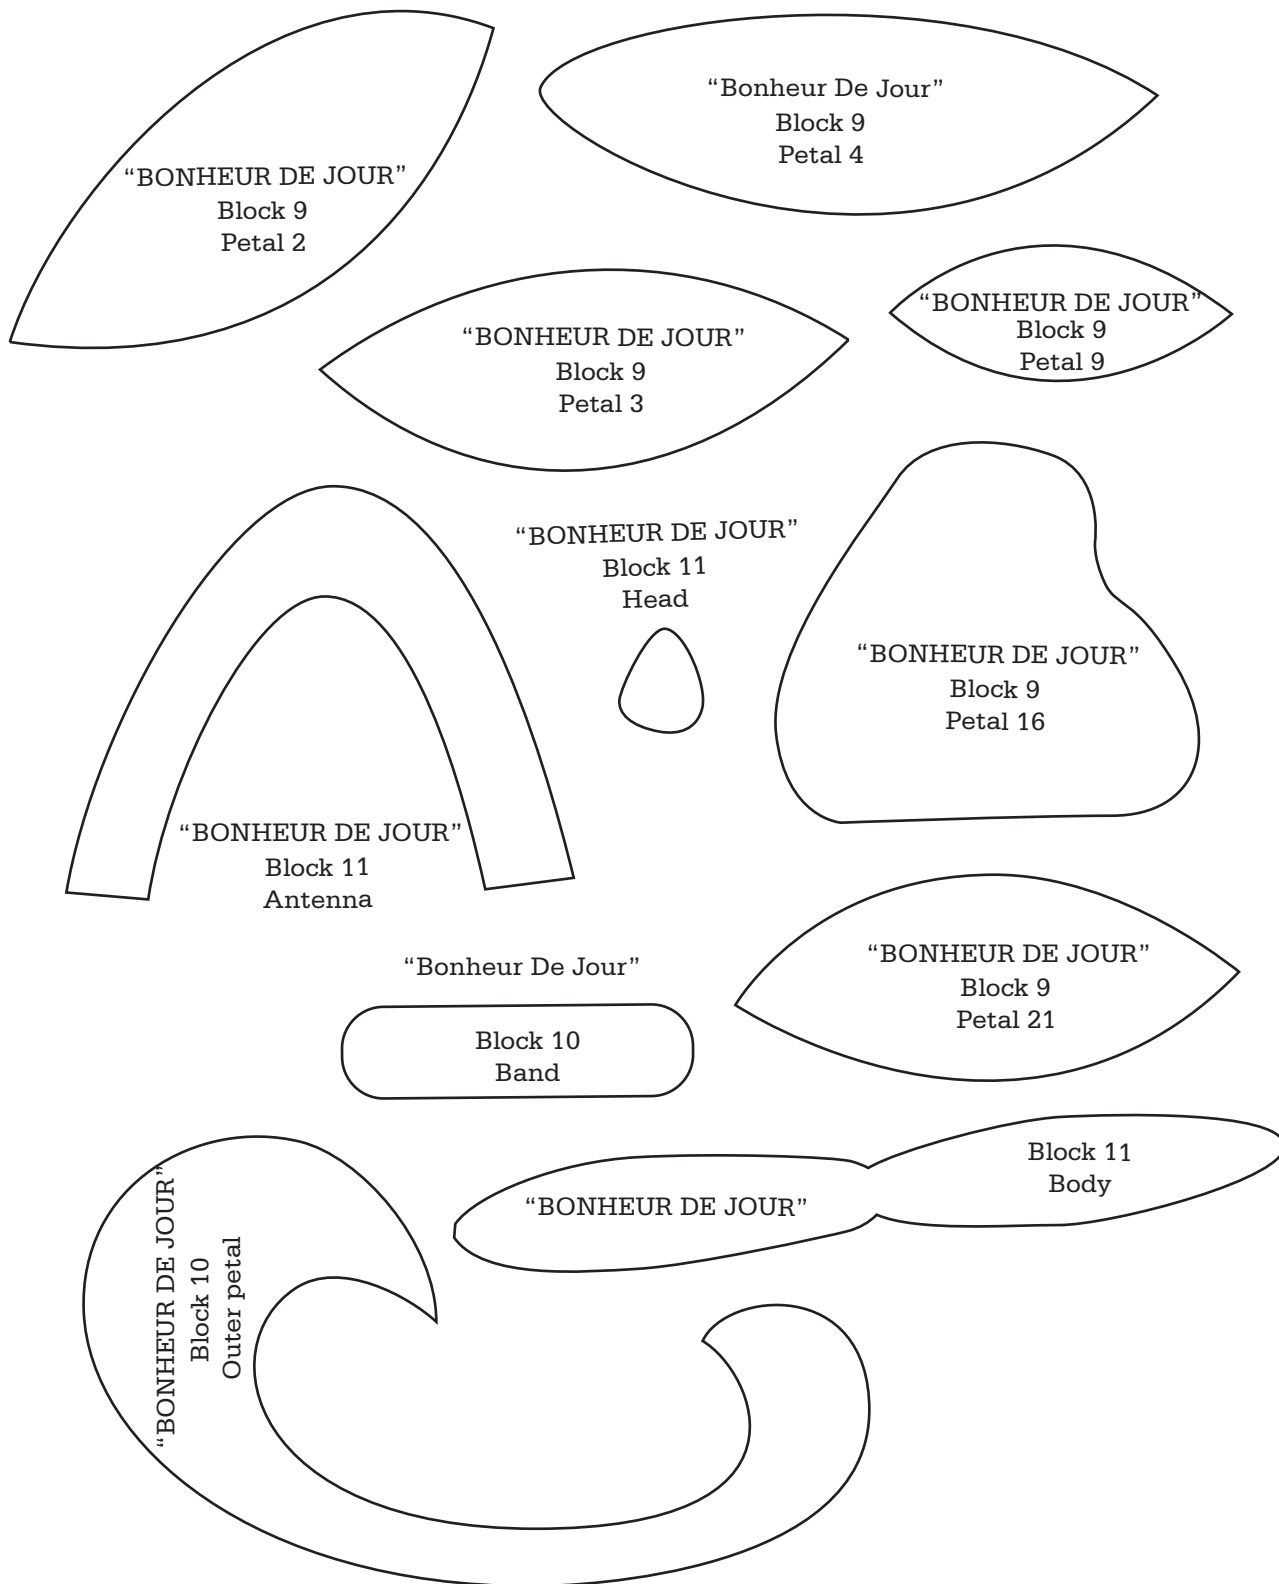 “BONHEUR DE JOUR”
Block 9
Petal 2
“Bonheur De Jour”
Block 9
Petal 4
“BONHEUR DE JOUR”
Block 9
Petal 3
“BONHEUR DE JOUR”
Block 9
Petal 9
“BONHEUR DE JOUR”
Block 11
Head
“BONHEUR DE JOUR”
Block 9
Petal 16
“BONHEUR DE JOUR”
Block 11
Antenna
“Bonheur De Jour”
Block 10
Band
“BONHEUR DE JOUR”
Block 9
Petal 21
“BONHEUR DE JOUR”
Block 11
Body
“BONHEUR DE JOUR”
Block 10
Outer petal